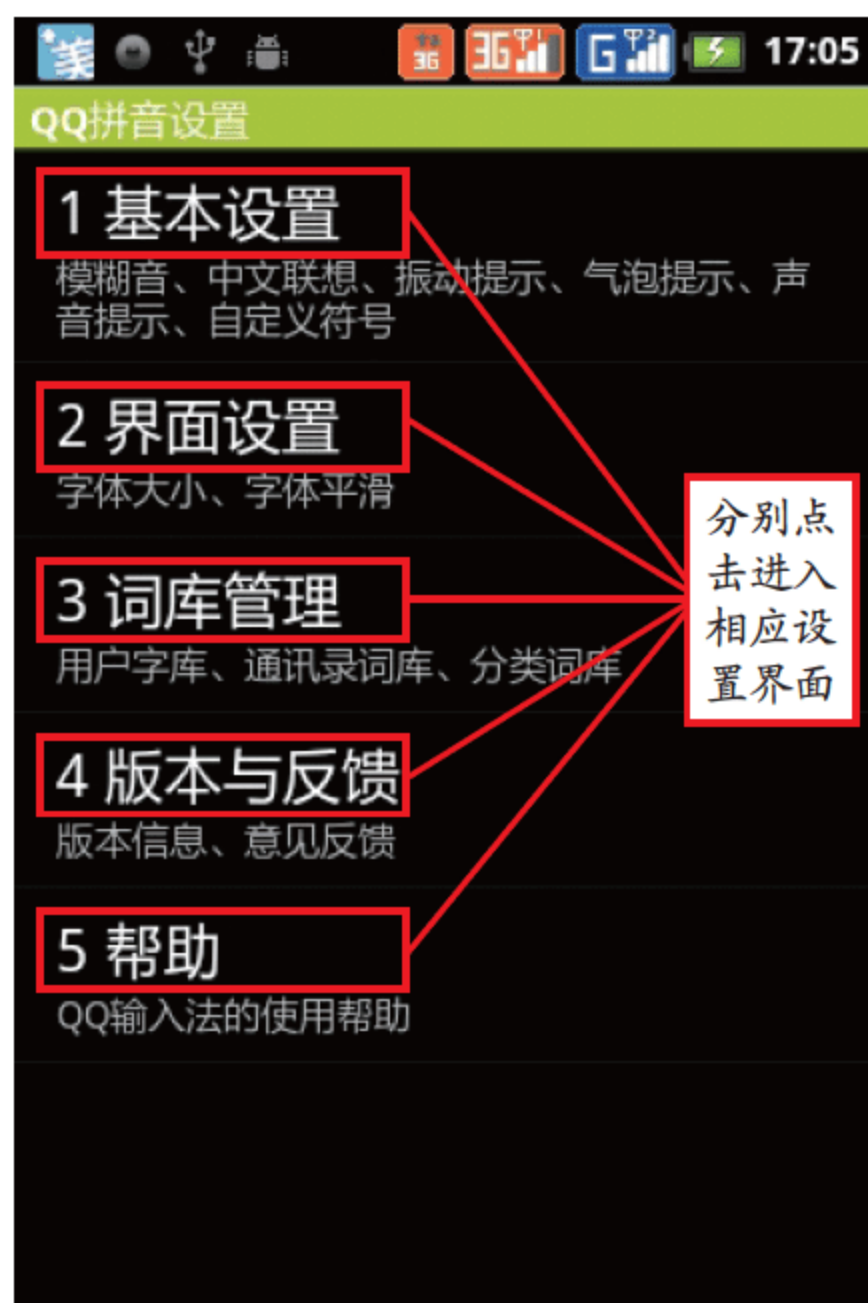 美
3G
3G 1
G 2
17:05
QQ拼音设置
1 基本设置
模糊音、中文联想、振动提示、气泡提示、声
音提示、自定义符号
2 界面设置
字体大小、字体平滑
3 词库管理
用户字库、通讯录词库、分类词库
4 版本与反馈
版本信息、意见反馈
5 帮助
QQ输入法的使用帮助
分别点
击进入
相应设
置界面